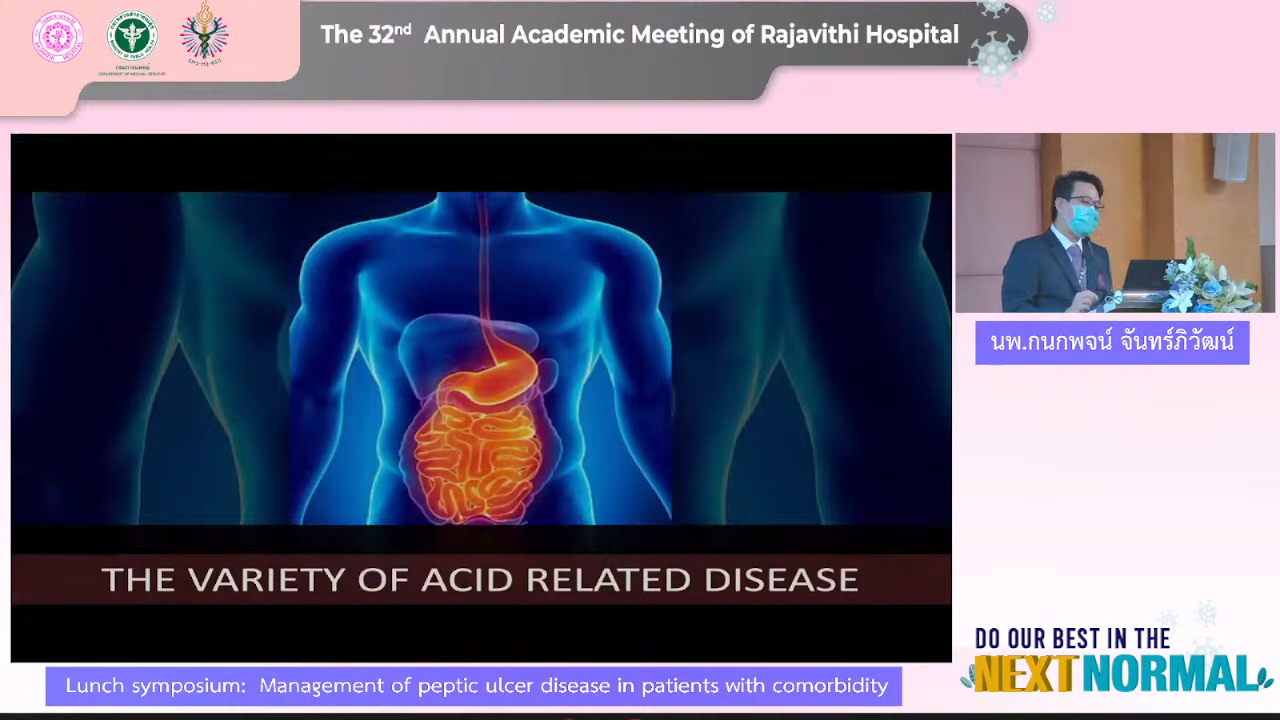 The 32nd Annual Academic Meeting of Rajavithi Hospital
นพ.กนกพจน์ จันทร์ภิวัฒน์
THE VARIETY OF ACID RELATED DISEASE
DO OUR BEST IN THE
NEXT NORMAL
Lunch symposium: Management of peptic ulcer disease in patients with comorbidity